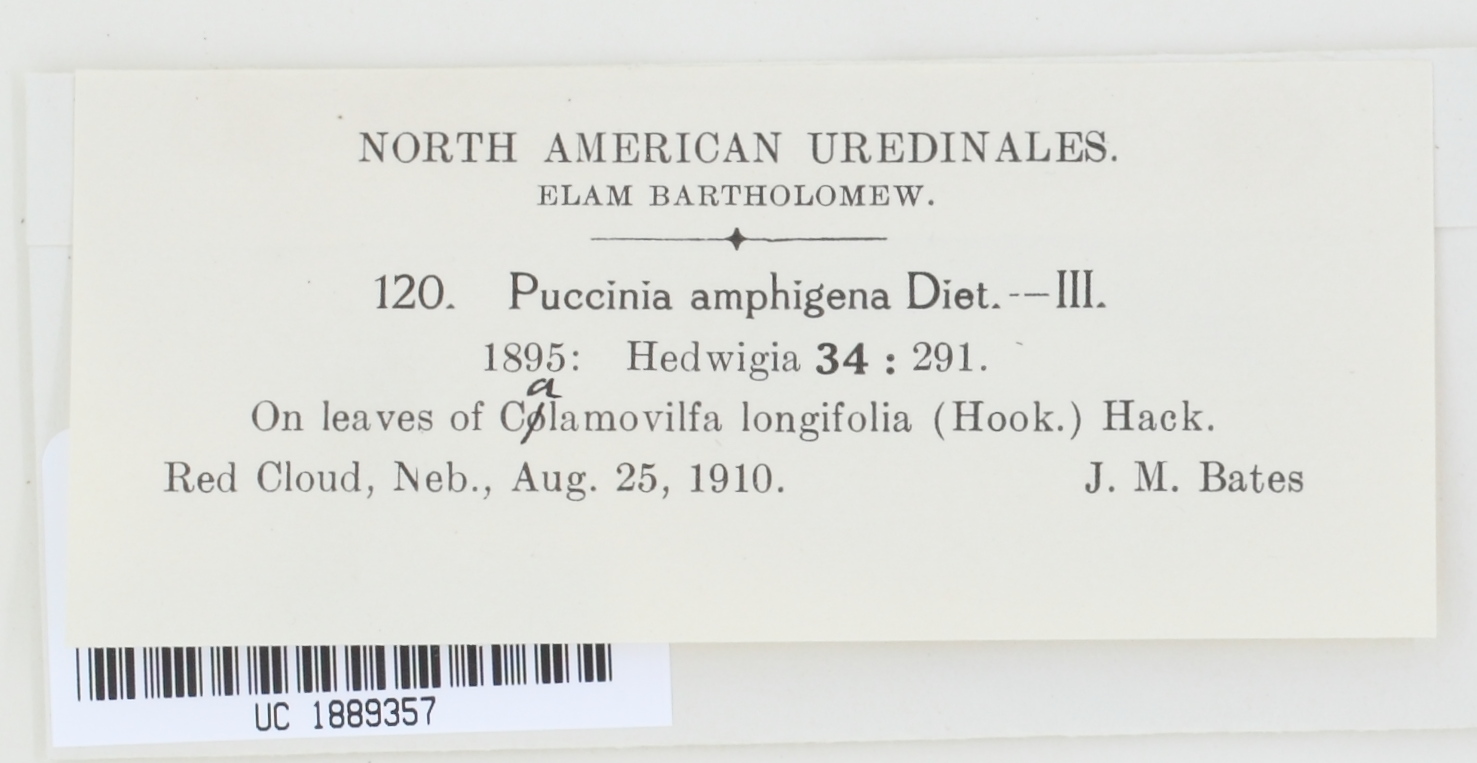 NORTH AMERICAN UREDINALES.
ELAM BARTHOLOMEW.
120. Puccinia amphigena Diet.--III.
1895: Hedwigia 34 : 291.
On leaves of Calamovilfa longifolia (Hook.) Hack.
Red Cloud, Neb., Aug. 25, 1910. J. M. Bates
UC 1889357